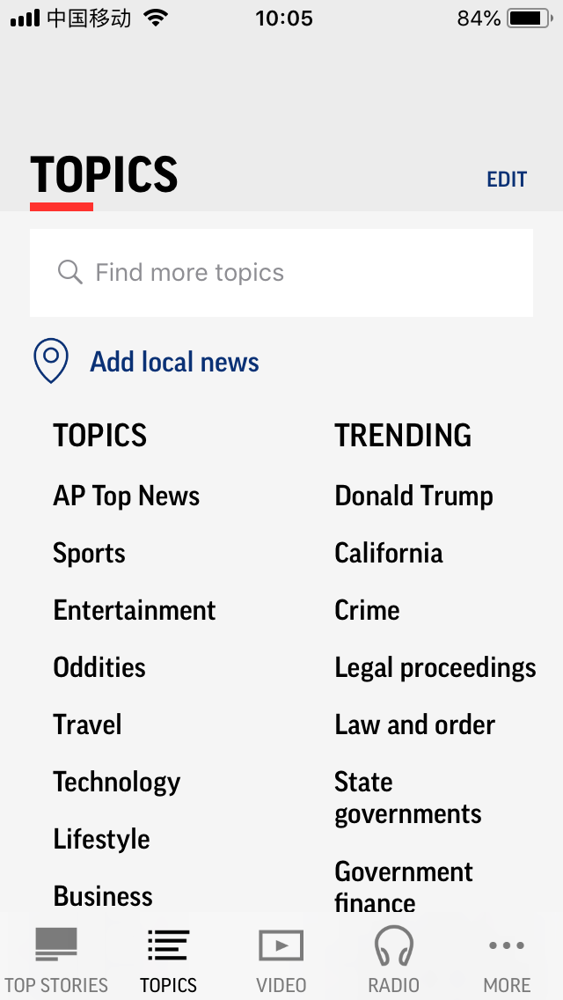 中国移动
10:05
84%
TOPICS
EDIT
Find more topics
Add local news
TOPICS
AP Top News
Sports
Entertainment
Oddities
Travel
Technology
Lifestyle
Business
TRENDING
Donald Trump
California
Crime
Legal proceedings
Law and order
State
governments
Government
finance
TOP STORIES
TOPICS
VIDEO
RADIO
MORE